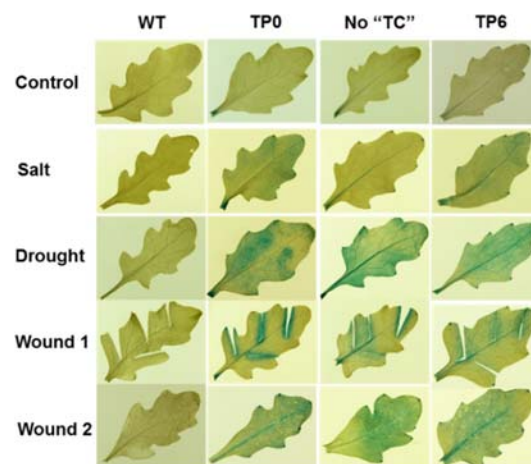 WT TP0 No “TC” TP6
Control
Salt
Drought
Wound 1
Wound 2